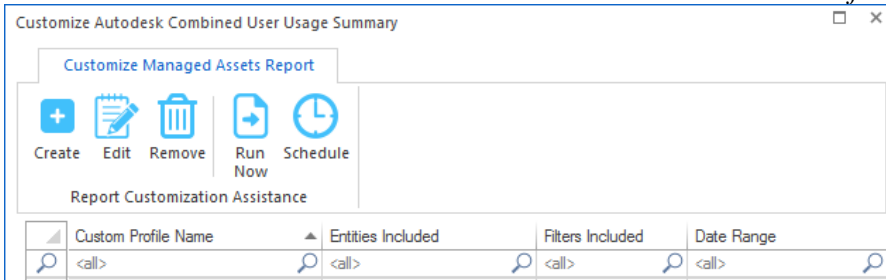 Customize Autodesk Combined User Usage Summary
Customize Managed Assets Report
Create Edit Remove Run Now Schedule
Report Customization Assistance
Custom Profile Name Entities Included Filters Included Date Range
<all> <all> <all> <all>